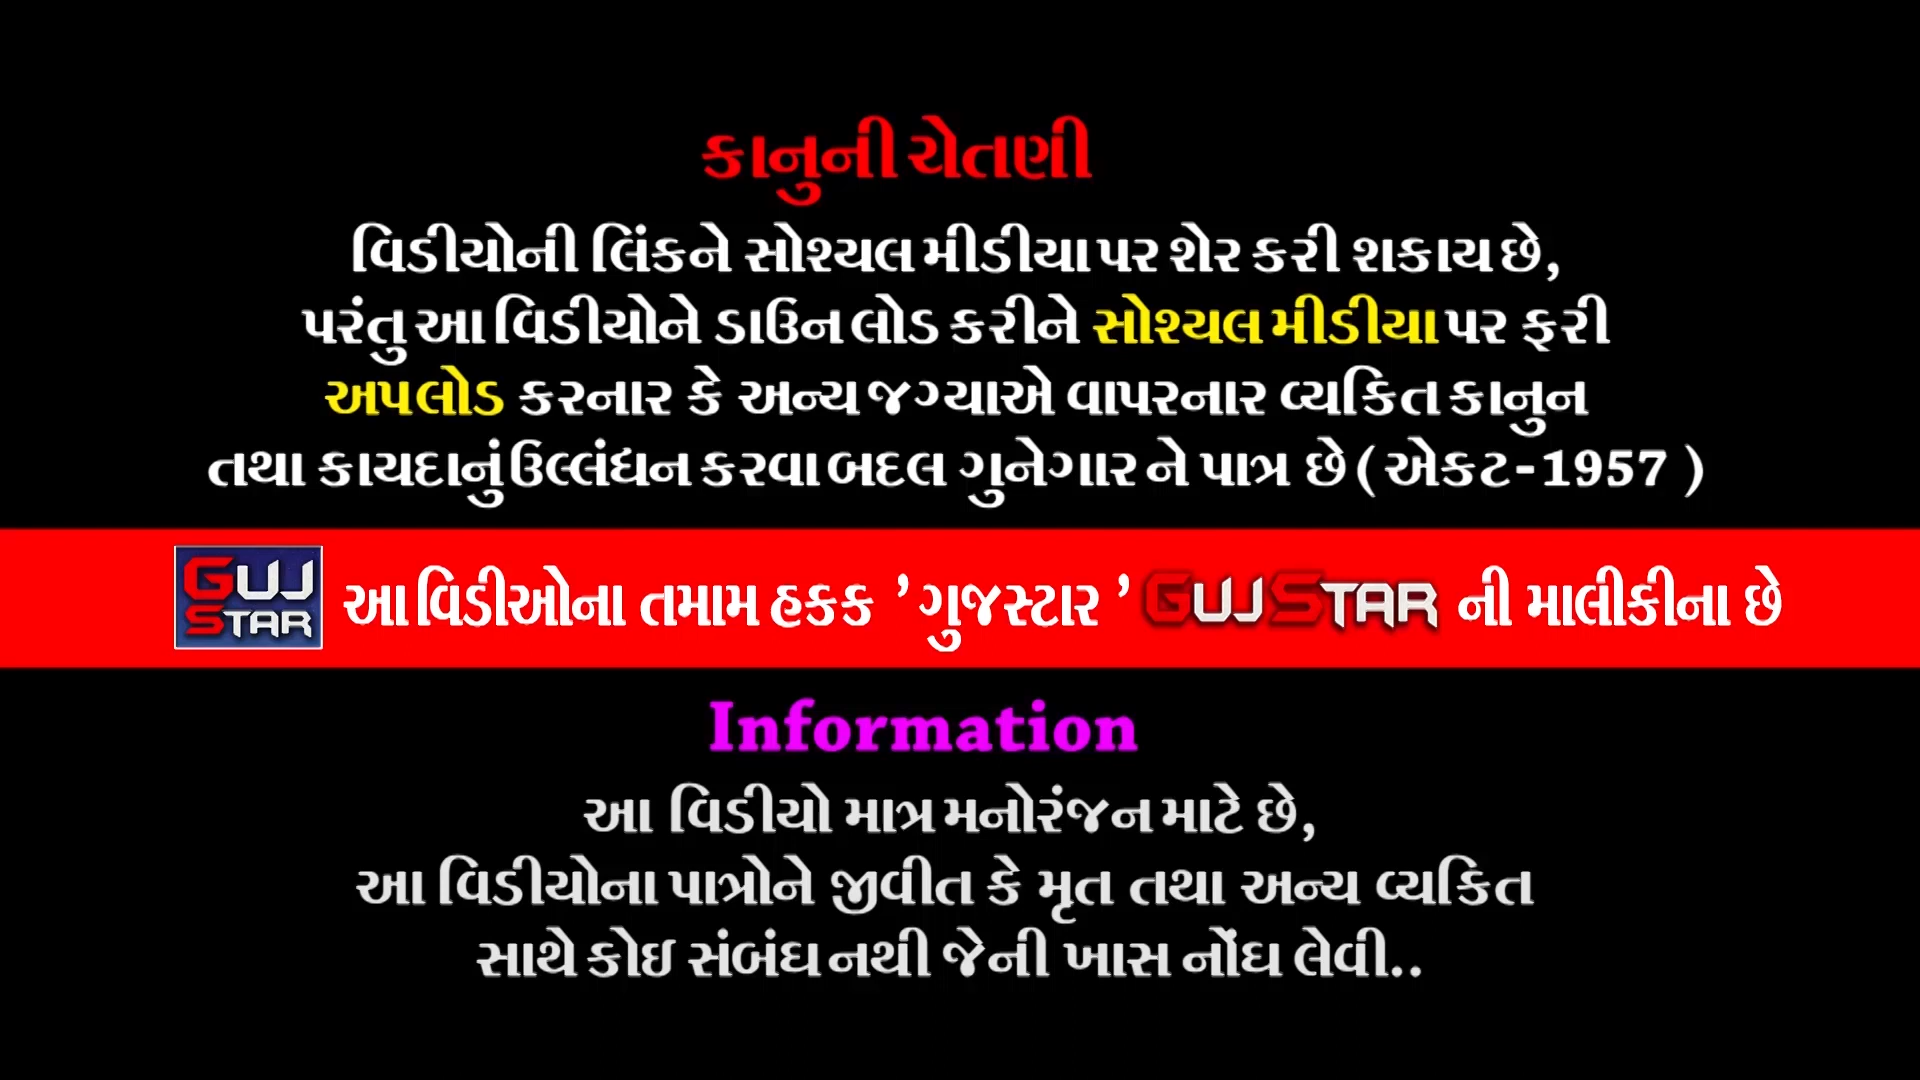 કાનુની ચેતણી
વિડીયોની લિંકને સોશ્યલ મીડીયા પર શેર કરી શકાય છે,
પરંતુ આ વિડીયોને ડાઉન લોડ કરીને સોશ્યલ મીડીયા પર ફરી
અપલોડ કરનાર કે અન્ય જગ્યાએ વાપરનાર વ્યકિત કાનુન
તથા કાયદાનું ઉલ્લંઘન કરવા બદલ ગુનેગાર ને પાત્ર છે ( એકટ-1957 )
GUJ STAR
આ વિડીઓના તમામ હકક ’ ગુજસ્ટાર ’ GUJ STAR ની માલીકીના છે
Information
આ વિડીયો માત્ર મનોરંજન માટે છે,
આ વિડીયોના પાત્રોને જીવીત કે મૃત તથા અન્ય વ્યકિત
સાથે કોઇ સંબંઘ નથી જેની ખાસ નોંઘ લેવી..